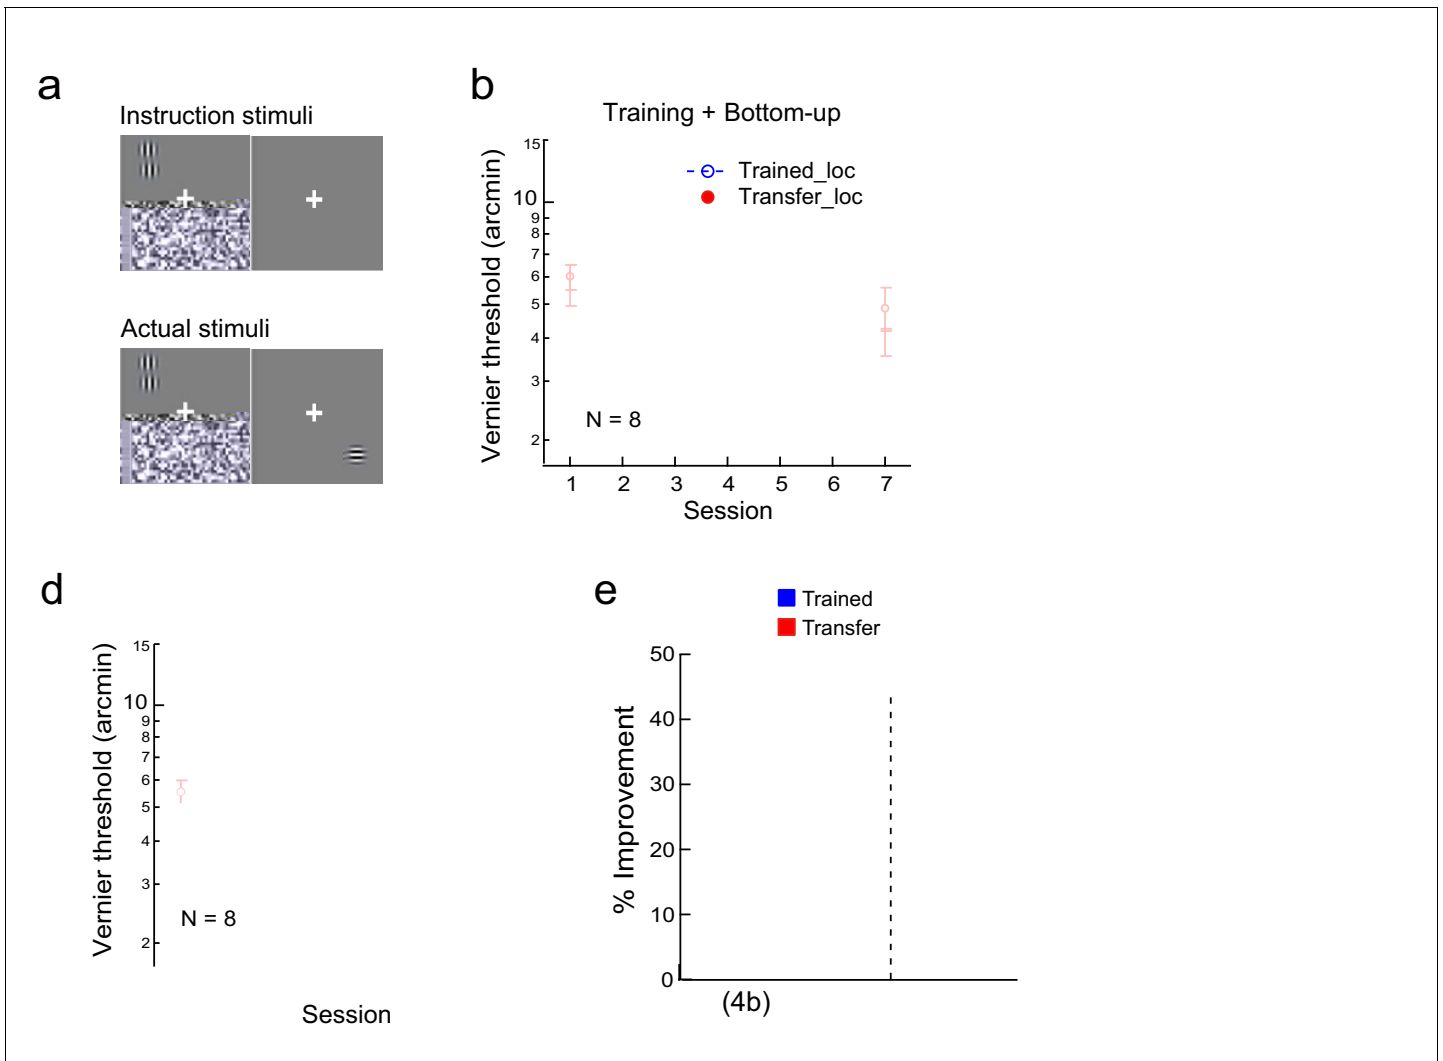 a
Instruction stimuli
Actual stimuli
b
Training + Bottom-up
Vernier threshold (arcmin)
15
10
9
8
7
6
5
4
3
2
Trained_loc
Transfer_loc
N = 8
1 2 3 4 5 6 7
Session
d
Vernier threshold (arcmin)
15
10
9
8
7
6
5
4
3
2
N = 8
Session
e
Trained
Transfer
% Improvement
50
40
30
20
10
0
(4b)